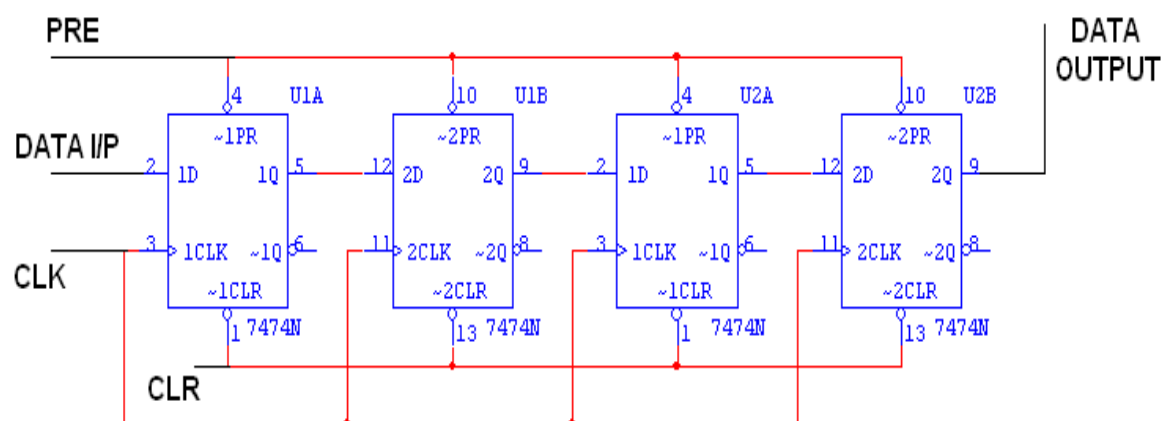 PRE
DATA
OUTPUT
4 U1A
10 U1B
4 U2A
10 U2B
~1PR
~2PR
~1PR
~2PR
DATA I/P
2 1D 1Q 5
12 2D 2Q 9
2 1D 1Q 5
12 2D 2Q 9
3 1CLK ~1Q 6
11 2CLK ~2Q 8
3 1CLK ~1Q 6
11 2CLK ~2Q 8
CLK
~1CLR
~2CLR
~1CLR
~2CLR
1 7474N
13 7474N
1 7474N
13 7474N
CLR